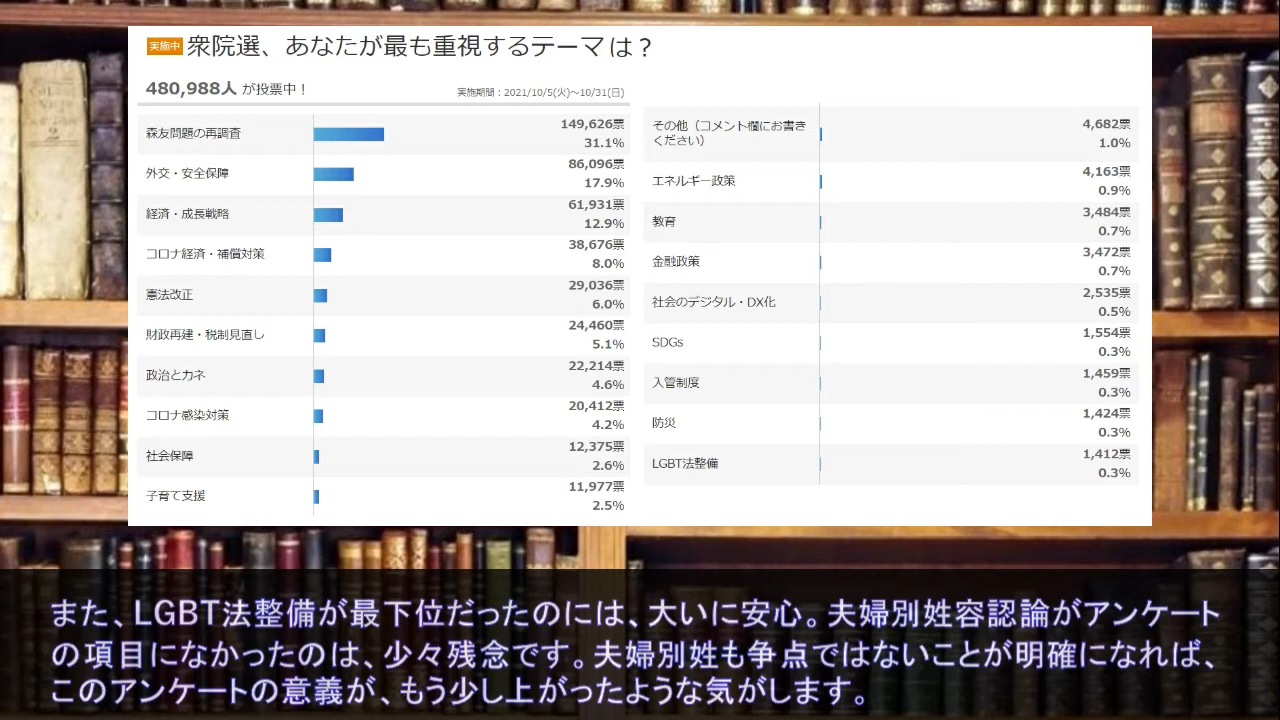 実施中 衆院選、あなたが最も重視するテーマは？
480,988人 が投票中！
実施期間：2021/10/5(火)～10/31(日)
森友問題の再調査 149,626票
31.1%
外交・安全保障 86,096票
17.9%
経済・成長戦略 61,931票
12.9%
コロナ経済・補償対策 38,676票
8.0%
憲法改正 29,036票
6.0%
財政再建・税制見直し 24,460票
5.1%
政治とカネ 22,214票
4.6%
コロナ感染対策 20,412票
4.2%
社会保障 12,375票
2.6%
子育て支援 11,977票
2.5%
その他（コメント欄にお書き
ください） 4,682票
1.0%
エネルギー政策 4,163票
0.9%
教育 3,484票
0.7%
金融政策 3,472票
0.7%
社会のデジタル・DX化 2,535票
0.5%
SDGs 1,554票
0.3%
入管制度 1,459票
0.3%
防災 1,424票
0.3%
LGBT法整備 1,412票
0.3%
また、LGBT法整備が最下位だったのには、大いに安心。夫婦別姓容認論がアンケート
の項目になかったのは、少々残念です。夫婦別姓も争点ではないことが明確になれば、
このアンケートの意義が、もう少し上がったような気がします。